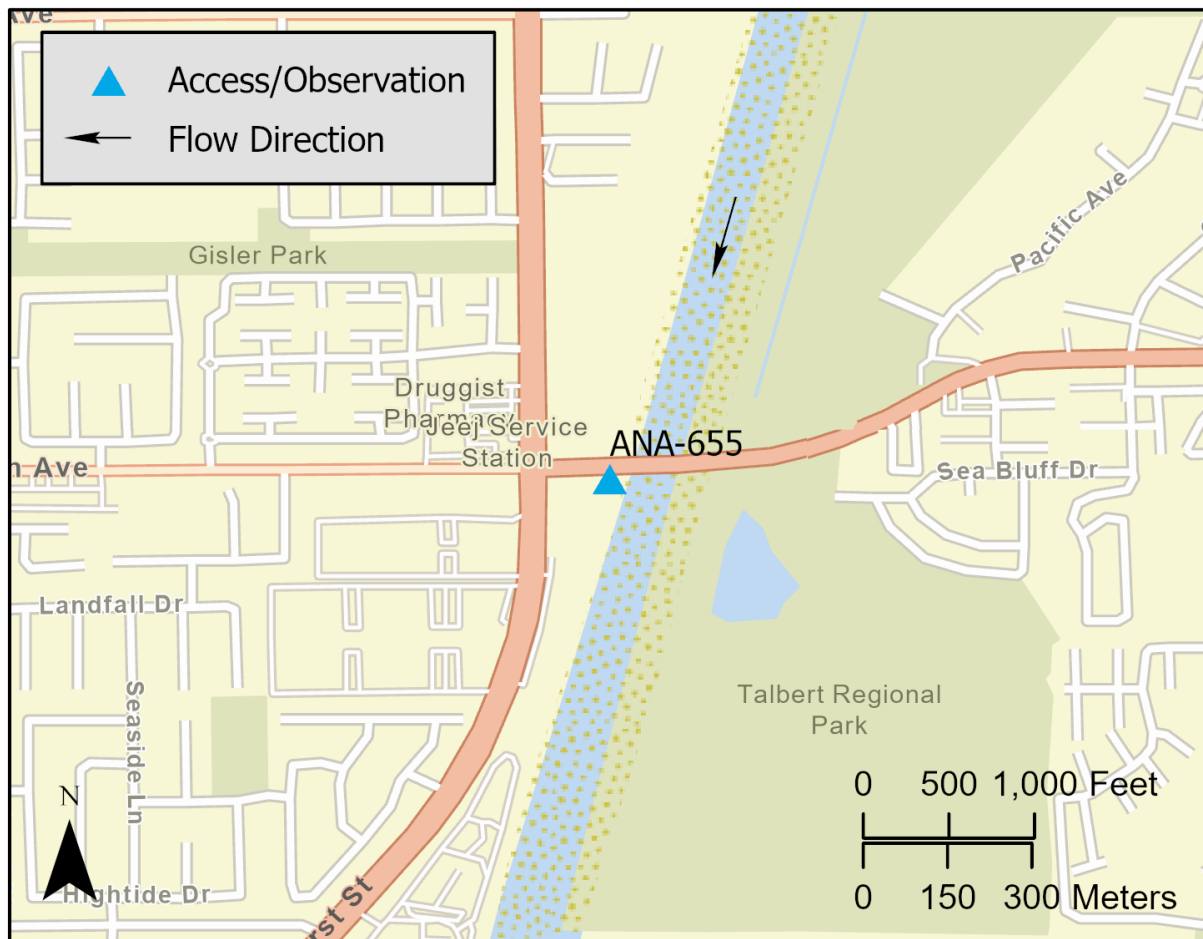 Ave
Access/Observation
Flow Direction
Pacific Ave
Gisler Park
Druggist
Pharmacy
Jeej Service
Station
ANA-655
n Ave
Sea Bluff Dr
Landfall Dr
Seaside Ln
Talbert Regional
Park
0 500 1,000 Feet
0 150 300 Meters
N
Hightide Dr
rst St